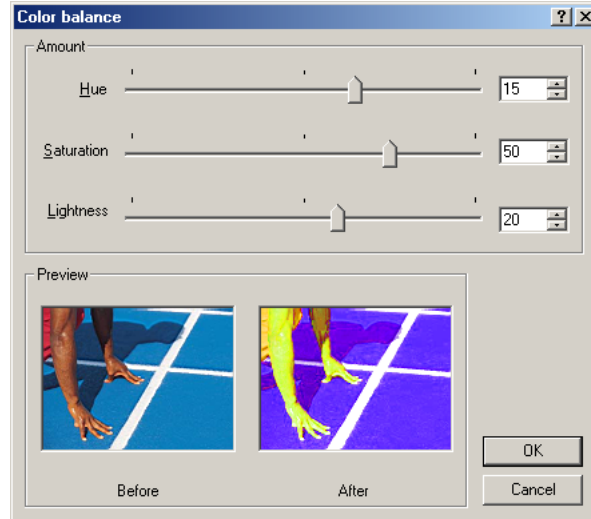 Color balance
Amount
Hue 15
Saturation 50
Lightness 20
Preview
Before After
OK
Cancel